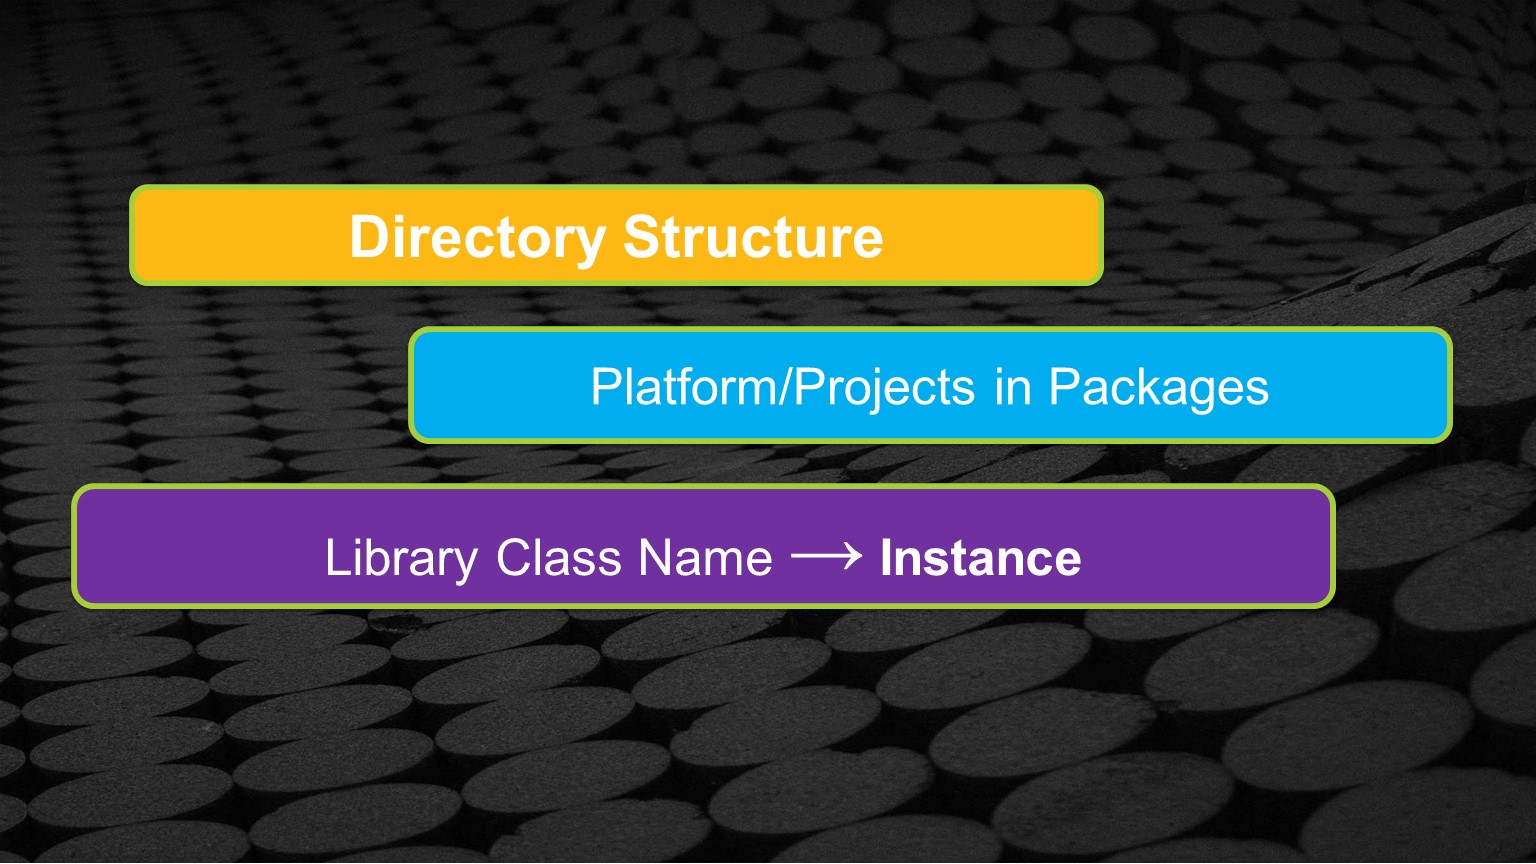 Directory Structure
Platform/Projects in Packages
Library Class Name → Instance